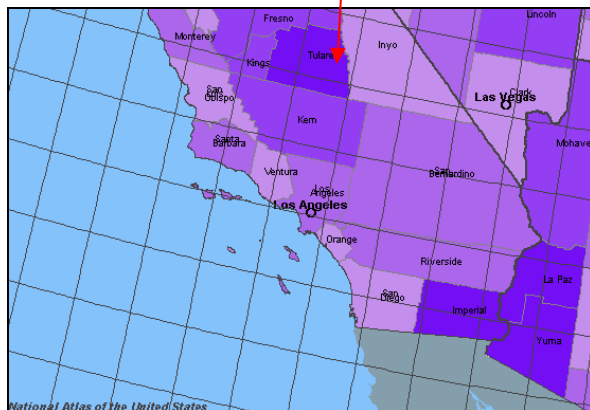 Fresno
Lincoln
Monterey
Inyo
Tulare
Kings
San
Luis
Obispo
Clark
Las Vegas
Kern
Mohave
Santa
Barbara
Ventura
San
Bernardino
Los
Angeles
Los Angeles
Orange
Riverside
La Paz
San
Diego
Imperial
Yuma
National Atlas of the United States